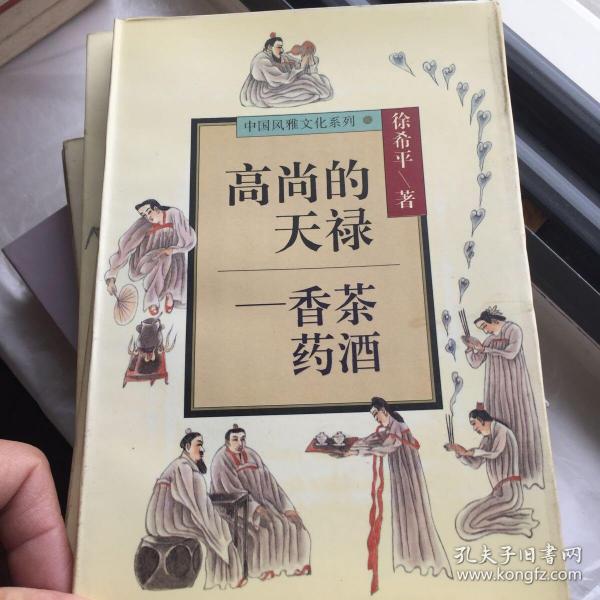 中国风雅文化系列
徐希平/著
高尚的
天禄
—香茶
药酒
孔夫子旧书网
www.kongfz.com